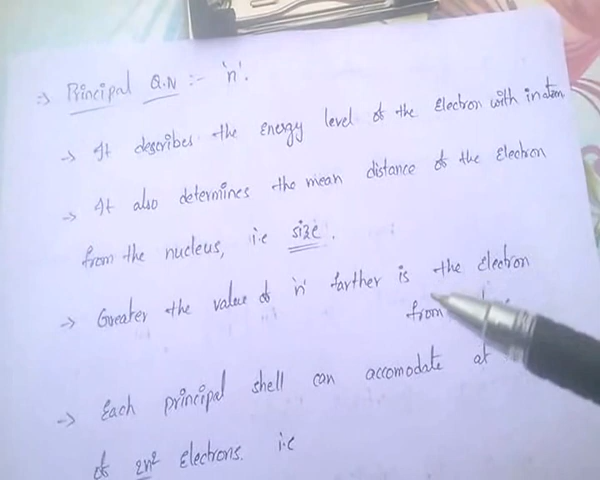 => Principal Q.N :- 'n'.
-> It describes the energy level of the Electron with in atom
-> It also determines the mean distance of the Electron
from the nucleus, i.e size.
-> Greater the value of 'n' farther is the Electron
from
-> Each principal shell can accomodate at
of 2n² Electrons. i.e